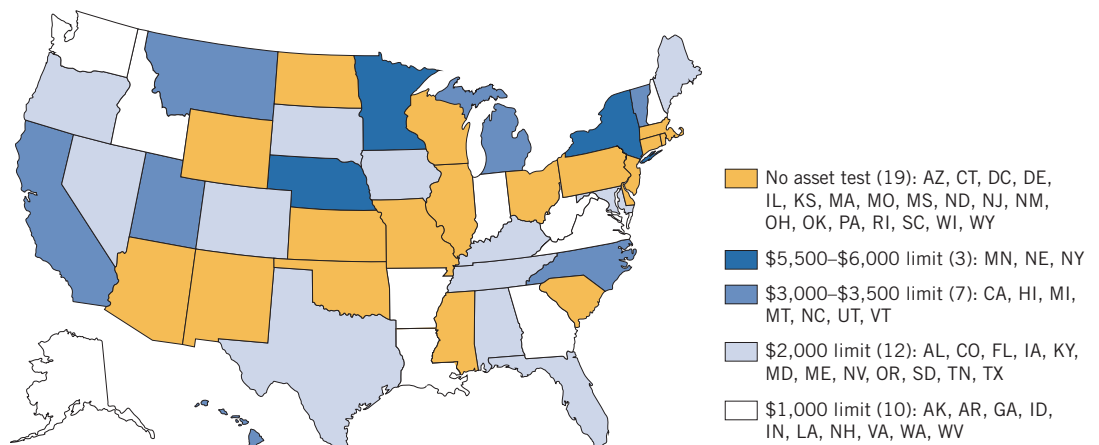 No asset test (19): AZ, CT, DC, DE,
IL, KS, MA, MO, MS, ND, NJ, NM,
OH, OK, PA, RI, SC, WI, WY
$5,500–$6,000 limit (3): MN, NE, NY
$3,000–$3,500 limit (7): CA, HI, MI,
MT, NC, UT, VT
$2,000 limit (12): AL, CO, FL, IA, KY,
MD, ME, NV, OR, SD, TN, TX
$1,000 limit (10): AK, AR, GA, ID,
IN, LA, NH, VA, WA, WV